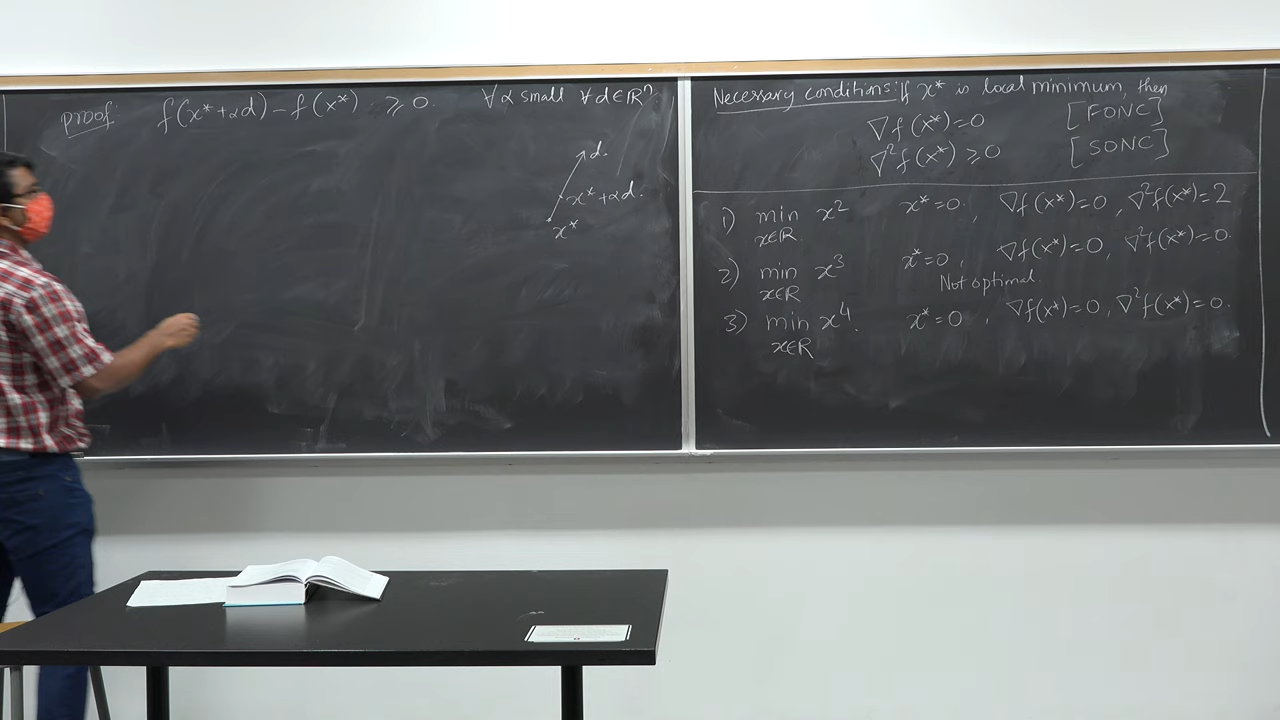 proof: f(x*+αd) - f(x*) ≥ 0. ∀ α small ∀ d∈ℝⁿ.
d.
x*+αd.
x*
Necessary conditions: If x* is local minimum, then
∇f(x*)=0 [FONC]
∇²f(x*) ≥ 0 [SONC]
1) min x² x*=0, ∇f(x*)=0, ∇²f(x*)=2
x∈ℝ.
2) min x³ x*=0, ∇f(x*)=0, ∇²f(x*)=0.
x∈ℝ Not optimal.
3) min x⁴. x*=0, ∇f(x*)=0, ∇²f(x*)=0.
x∈ℝ